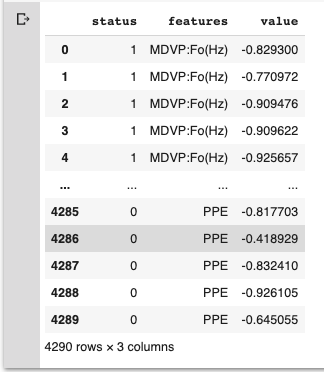 status features value
0 1 MDVP:Fo(Hz) -0.829300
1 1 MDVP:Fo(Hz) -0.770972
2 1 MDVP:Fo(Hz) -0.909476
3 1 MDVP:Fo(Hz) -0.909622
4 1 MDVP:Fo(Hz) -0.925657
... ... ... ...
4285 0 PPE -0.817703
4286 0 PPE -0.418929
4287 0 PPE -0.832410
4288 0 PPE -0.926105
4289 0 PPE -0.645055
4290 rows × 3 columns